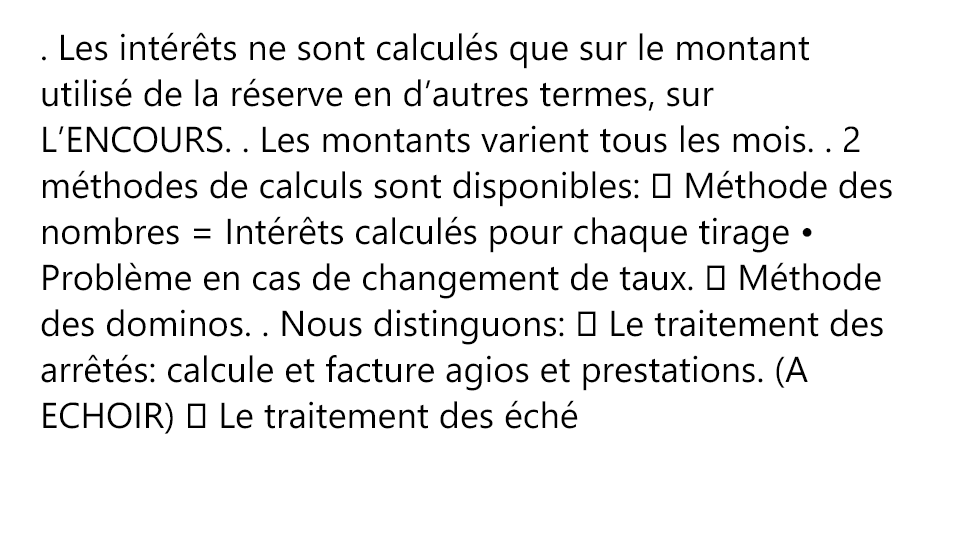 . Les intérêts ne sont calculés que sur le montant
utilisé de la réserve en d’autres termes, sur
L’ENCOURS. . Les montants varient tous les mois. . 2
méthodes de calculs sont disponibles:  Méthode des
nombres = Intérêts calculés pour chaque tirage •
Problème en cas de changement de taux.  Méthode
des dominos. . Nous distinguons:  Le traitement des
arrêtés: calcule et facture agios et prestations. (A
ECHOIR)  Le traitement des éché